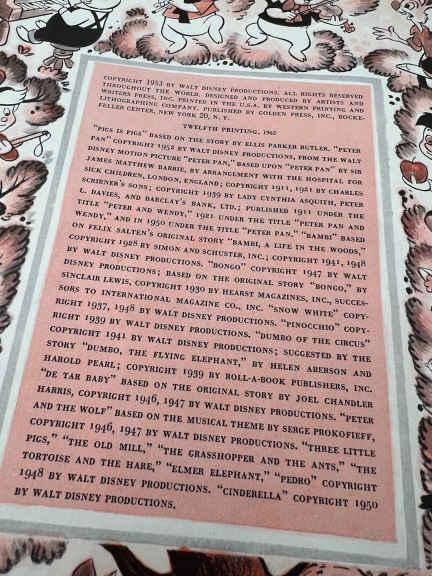 COPYRIGHT 1953 BY WALT DISNEY PRODUCTIONS. ALL RIGHTS RESERVED
THROUGHOUT THE WORLD. DESIGNED AND PRODUCED BY ARTISTS AND
WRITERS PRESS, INC. PRINTED IN THE U.S.A. BY WESTERN PRINTING AND
LITHOGRAPHING COMPANY. PUBLISHED BY GOLDEN PRESS, INC., ROCKE-
FELLER CENTER, NEW YORK 20, N. Y.
TWELFTH PRINTING, 1962
"PIGS IS PIGS" BASED ON THE STORY BY ELLIS PARKER BUTLER. "PETER
PAN" COPYRIGHT 1952 BY WALT DISNEY PRODUCTIONS, FROM THE WALT
DISNEY MOTION PICTURE "PETER PAN," BASED UPON "PETER PAN" BY SIR
JAMES MATTHEW BARRIE, BY ARRANGEMENT WITH THE HOSPITAL FOR
SICK CHILDREN, LONDON, ENGLAND; COPYRIGHT 1911, 1921 BY CHARLES
SCRIBNER'S SONS; COPYRIGHT 1939 BY LADY CYNTHIA ASQUITH, PETER
L. DAVIES, AND BARCLAY'S BANK, LTD.; PUBLISHED 1911 UNDER THE
TITLE "PETER AND WENDY," 1921 UNDER THE TITLE "PETER PAN AND
WENDY," AND IN 1950 UNDER THE TITLE "PETER PAN." "BAMBI" BASED
ON FELIX SALTEN'S ORIGINAL STORY "BAMBI, A LIFE IN THE WOODS,"
COPYRIGHT 1928 BY SIMON AND SCHUSTER, INC.; COPYRIGHT 1941, 1948
BY WALT DISNEY PRODUCTIONS. "BONGO" COPYRIGHT 1947 BY WALT
DISNEY PRODUCTIONS; BASED ON THE ORIGINAL STORY "BONGO," BY
SINCLAIR LEWIS, COPYRIGHT 1930 BY HEARST MAGAZINES, INC., SUCCES-
SORS TO INTERNATIONAL MAGAZINE CO., INC. "SNOW WHITE" COPY-
RIGHT 1937, 1948 BY WALT DISNEY PRODUCTIONS. "PINOCCHIO" COPY-
RIGHT 1939 BY WALT DISNEY PRODUCTIONS. "DUMBO OF THE CIRCUS"
COPYRIGHT 1941 BY WALT DISNEY PRODUCTIONS; SUGGESTED BY THE
STORY "DUMBO, THE FLYING ELEPHANT," BY HELEN ABERSON AND
HAROLD PEARL; COPYRIGHT 1939 BY ROLL-A-BOOK PUBLISHERS, INC.
"DE TAR BABY" BASED ON THE ORIGINAL STORY BY JOEL CHANDLER
HARRIS, COPYRIGHT 1946, 1947 BY WALT DISNEY PRODUCTIONS. "PETER
AND THE WOLF" BASED ON THE MUSICAL THEME BY SERGE PROKOFIEFF,
COPYRIGHT 1946, 1947 BY WALT DISNEY PRODUCTIONS. "THREE LITTLE
PIGS," "THE OLD MILL," "THE GRASSHOPPER AND THE ANTS," "THE
TORTOISE AND THE HARE," "ELMER ELEPHANT," "PEDRO" COPYRIGHT
1948 BY WALT DISNEY PRODUCTIONS. "CINDERELLA" COPYRIGHT 1950
BY WALT DISNEY PRODUCTIONS.